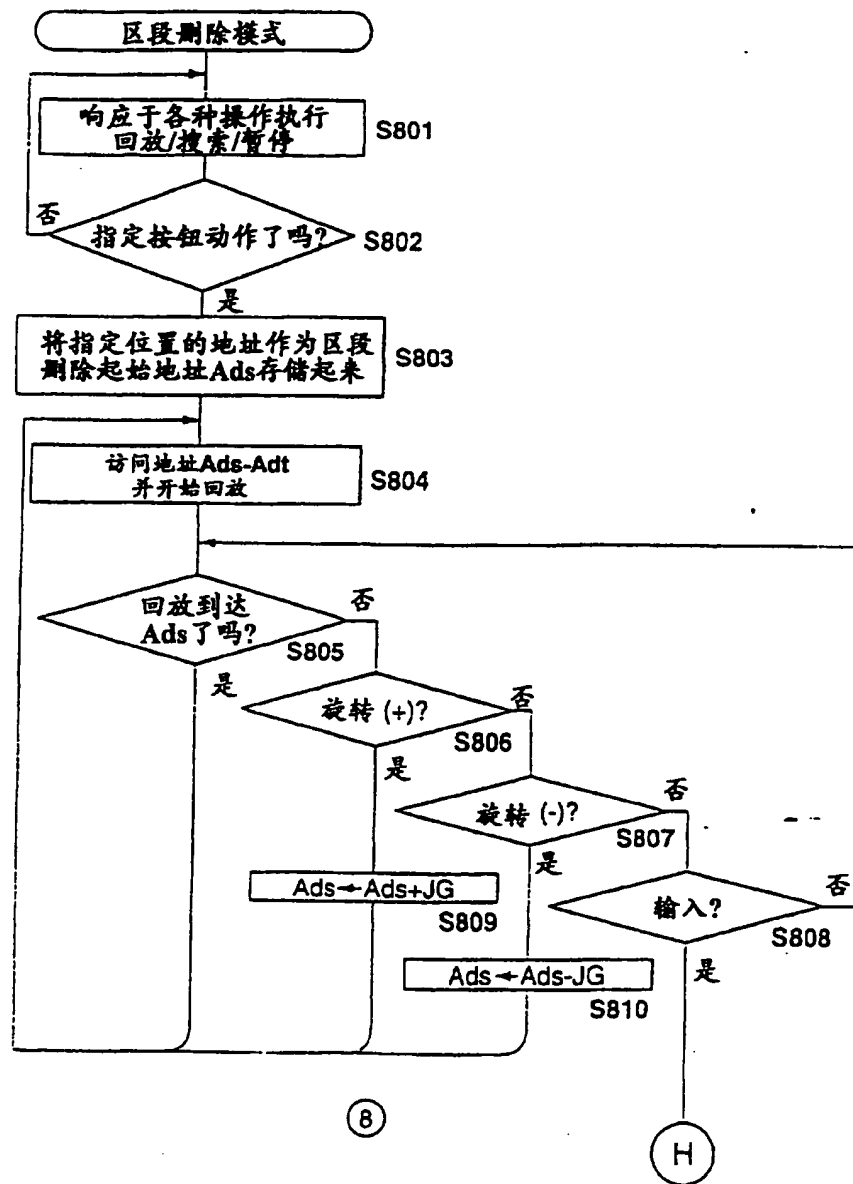 区段删除模式
响应于各种操作执行
回放/搜索/暂停
S801
否
指定按钮动作了吗?
S802
是
将指定位置的地址作为区段
删除起始地址Ads存储起来
S803
访问地址Ads-Adt
并开始回放
S804
回放到达
Ads了吗?
否
S805
是
旋转 (+)?
否
S806
是
旋转 (-)?
否
S807
是
Ads←Ads+JG
S809
输入?
否
S808
是
Ads←Ads-JG
S810
8
H